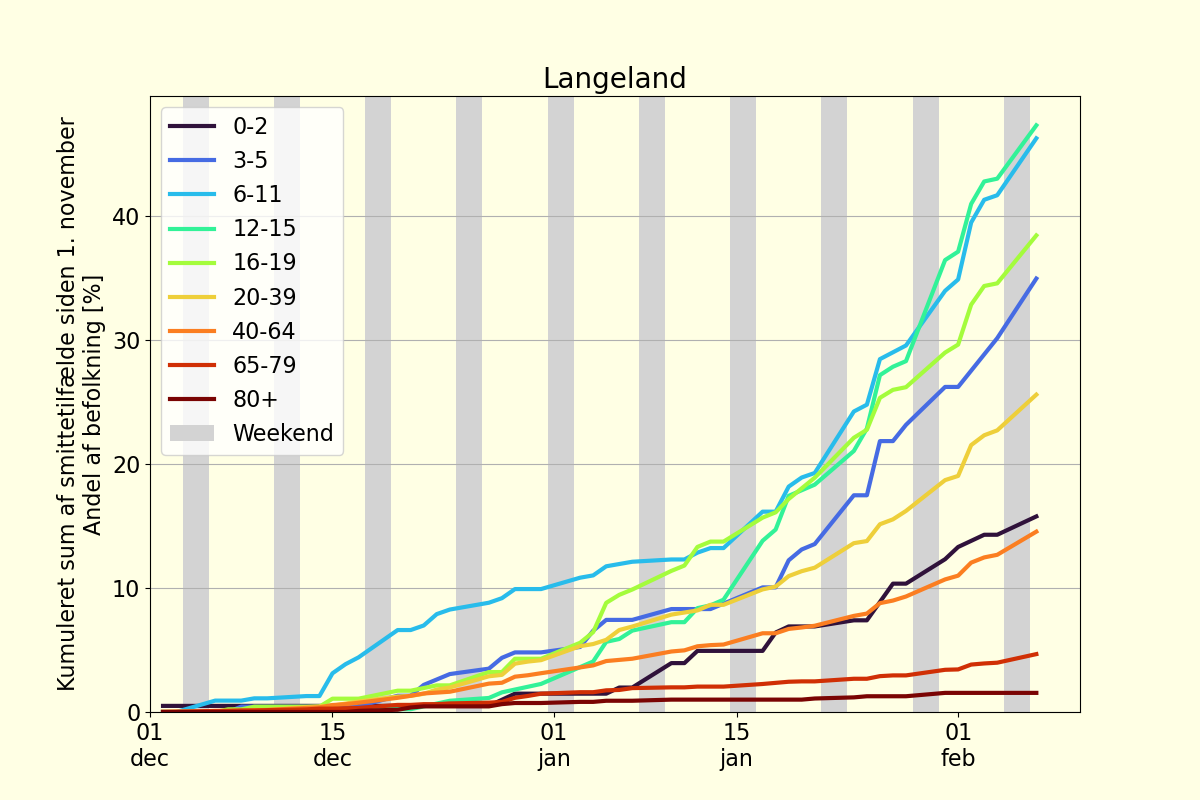 Langeland
Kumuleret sum af smittetilfælde siden 1. november
Andel af befolkning [%]
0-2
3-5
6-11
12-15
16-19
20-39
40-64
65-79
80+
Weekend
40
30
20
10
0
01 15 01 15 01
dec dec jan jan feb